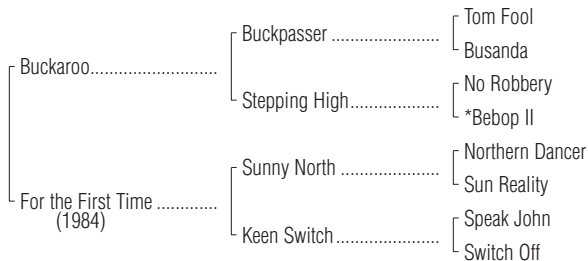 Tom Fool
Buckpasser ......................
Busanda
Buckaroo..........................
No Robbery
Stepping High..................
*Bebop II
Northern Dancer
Sunny North ....................
Sun Reality
For the First Time ............
(1984)
Speak John
Keen Switch.....................
Switch Off